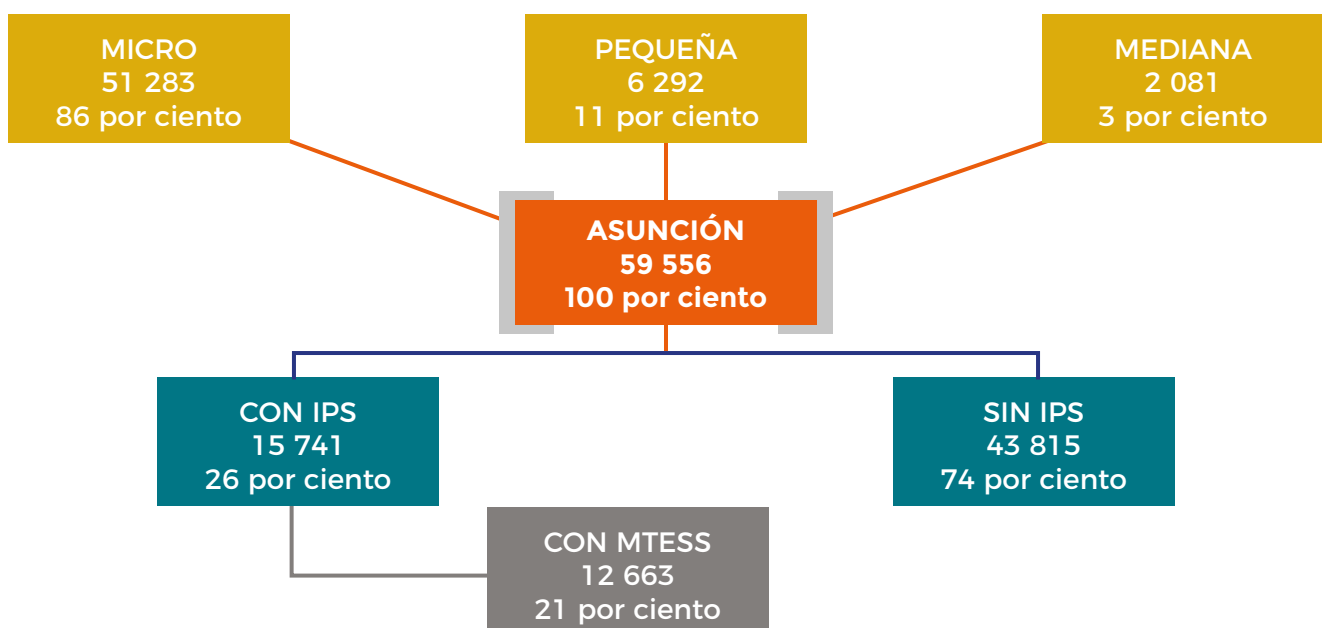 MICRO
51 283
86 por ciento
PEQUEÑA
6 292
11 por ciento
MEDIANA
2 081
3 por ciento
ASUNCIÓN
59 556
100 por ciento
CON IPS
15 741
26 por ciento
SIN IPS
43 815
74 por ciento
CON MTESS
12 663
21 por ciento